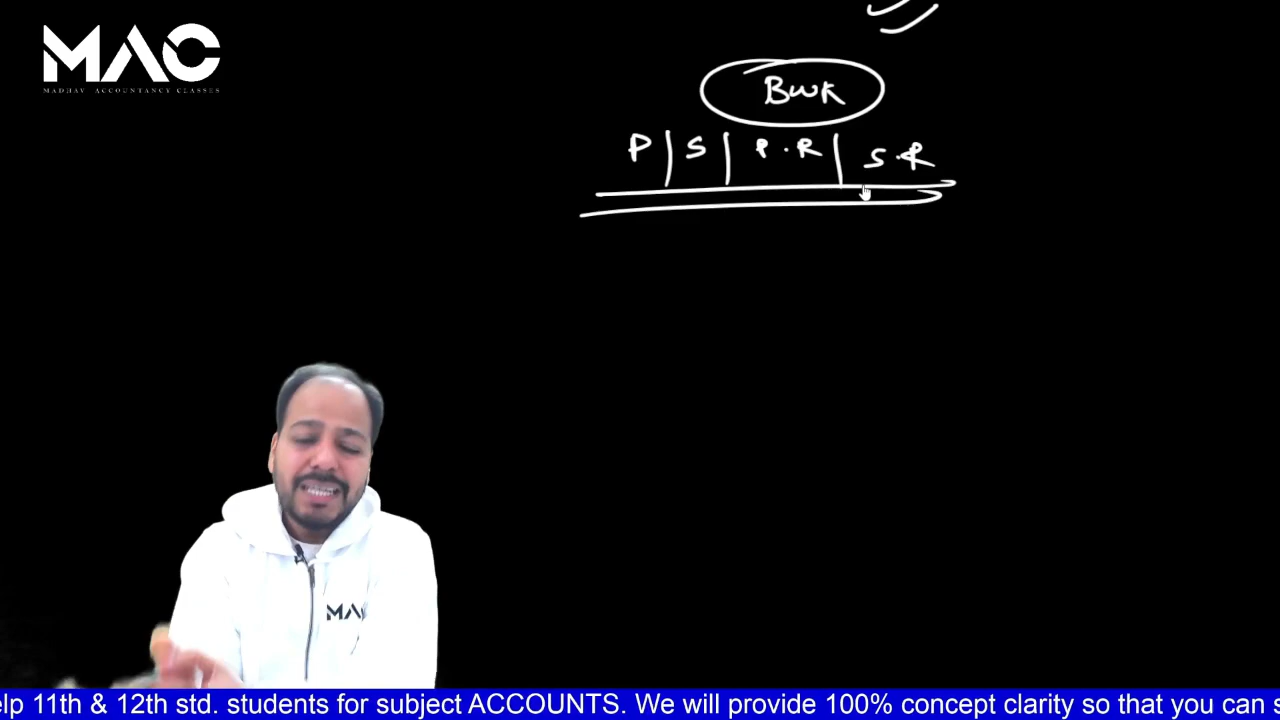 MAC
MADHAV ACCOUNTANCY CLASSES
Book
P | S | P.R | S.R
MAC
elp 11th & 12th std. students for subject ACCOUNTS. We will provide 100% concept clarity so that you can s